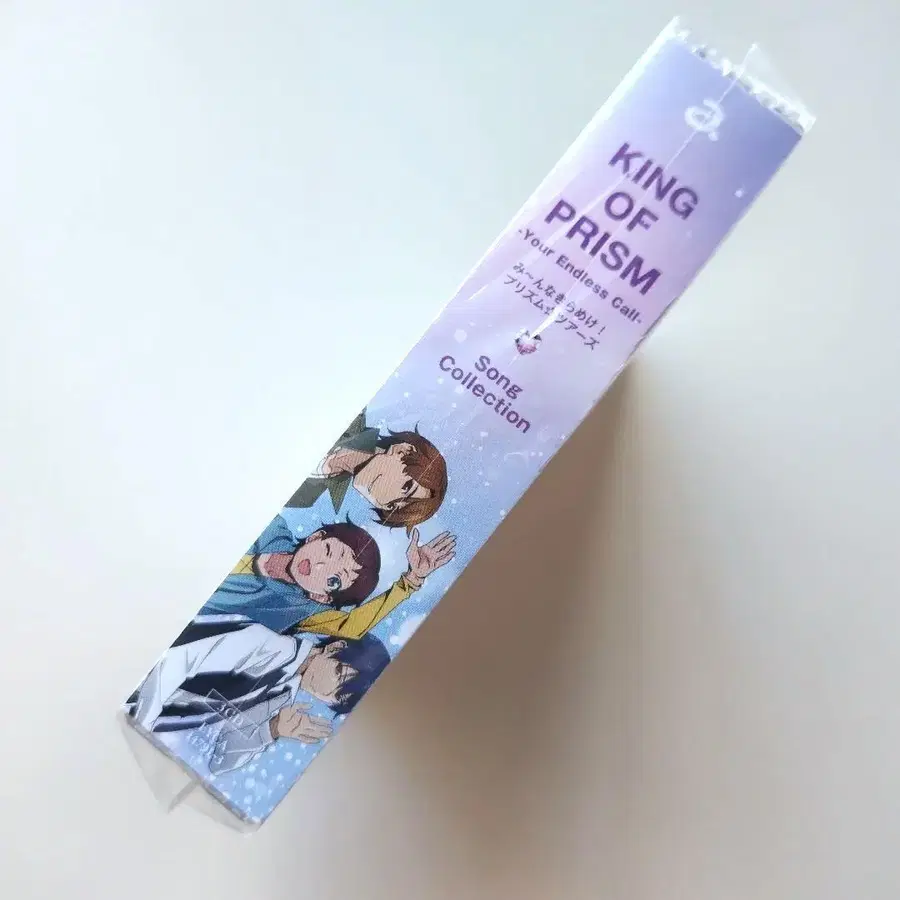 a
KING
OF
PRISM
-Your Endless Call-
み～んなきらめけ！
プリズム☆ツアーズ
Song
Collection